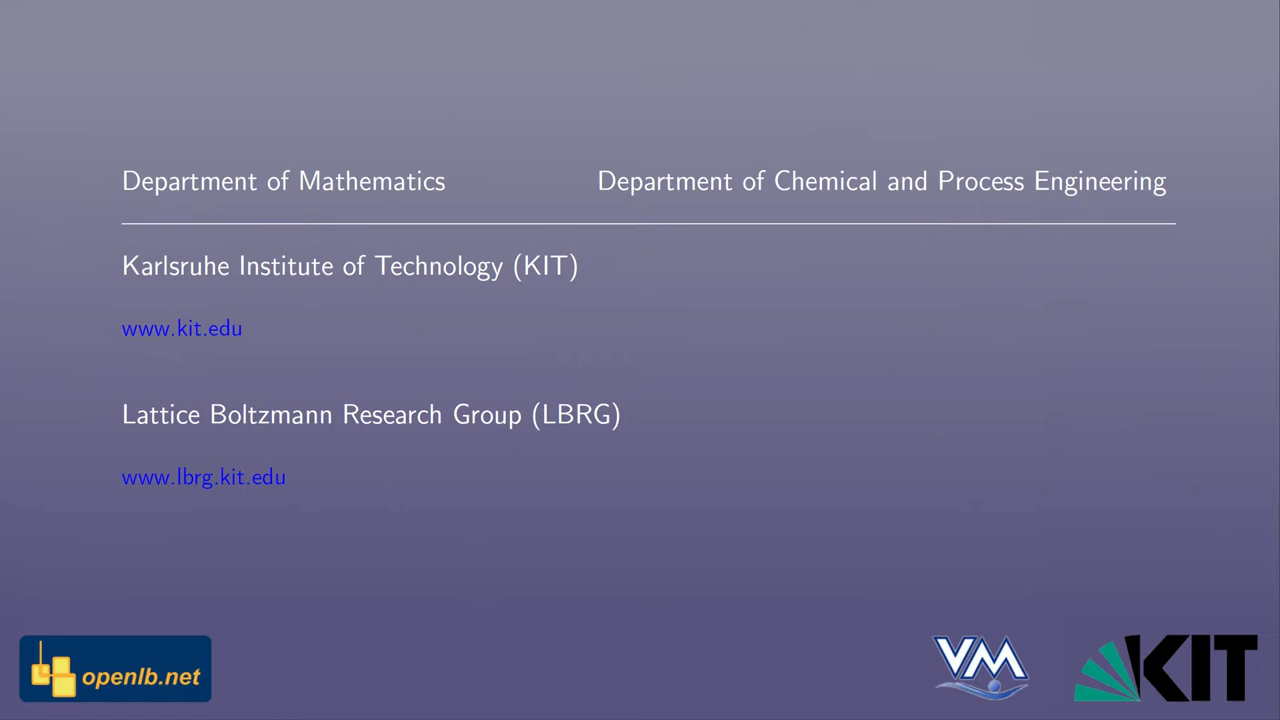 Department of Mathematics Department of Chemical and Process Engineering
Karlsruhe Institute of Technology (KIT)
www.kit.edu
Lattice Boltzmann Research Group (LBRG)
www.lbrg.kit.edu
openlb.net
VM
KIT